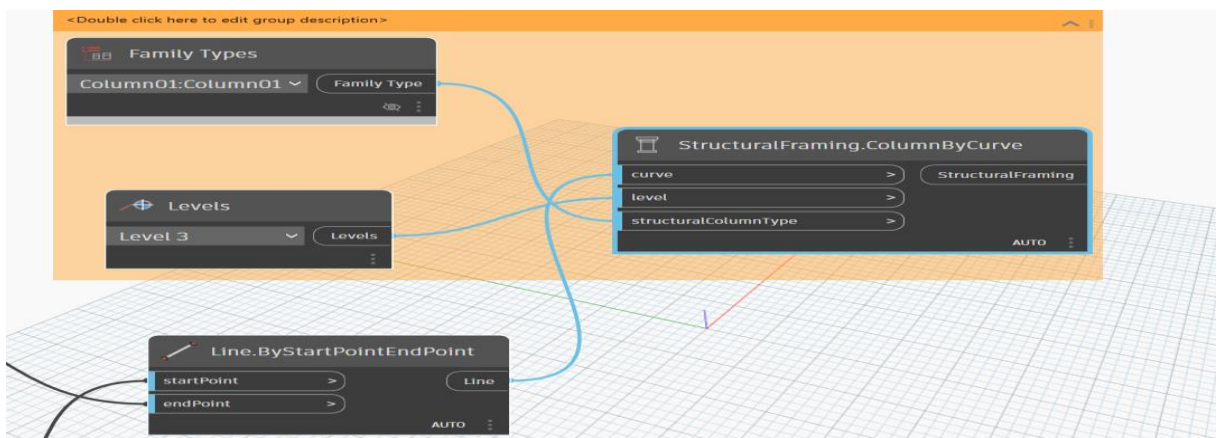 <Double click here to edit group description>
Family Types
Column01:Column01
Family Type
StructuralFraming.ColumnByCurve
curve >
StructuralFraming
level >
structuralColumnType >
AUTO
Levels
Level 3
Levels
Line.ByStartPointEndPoint
startPoint >
Line
endPoint >
AUTO